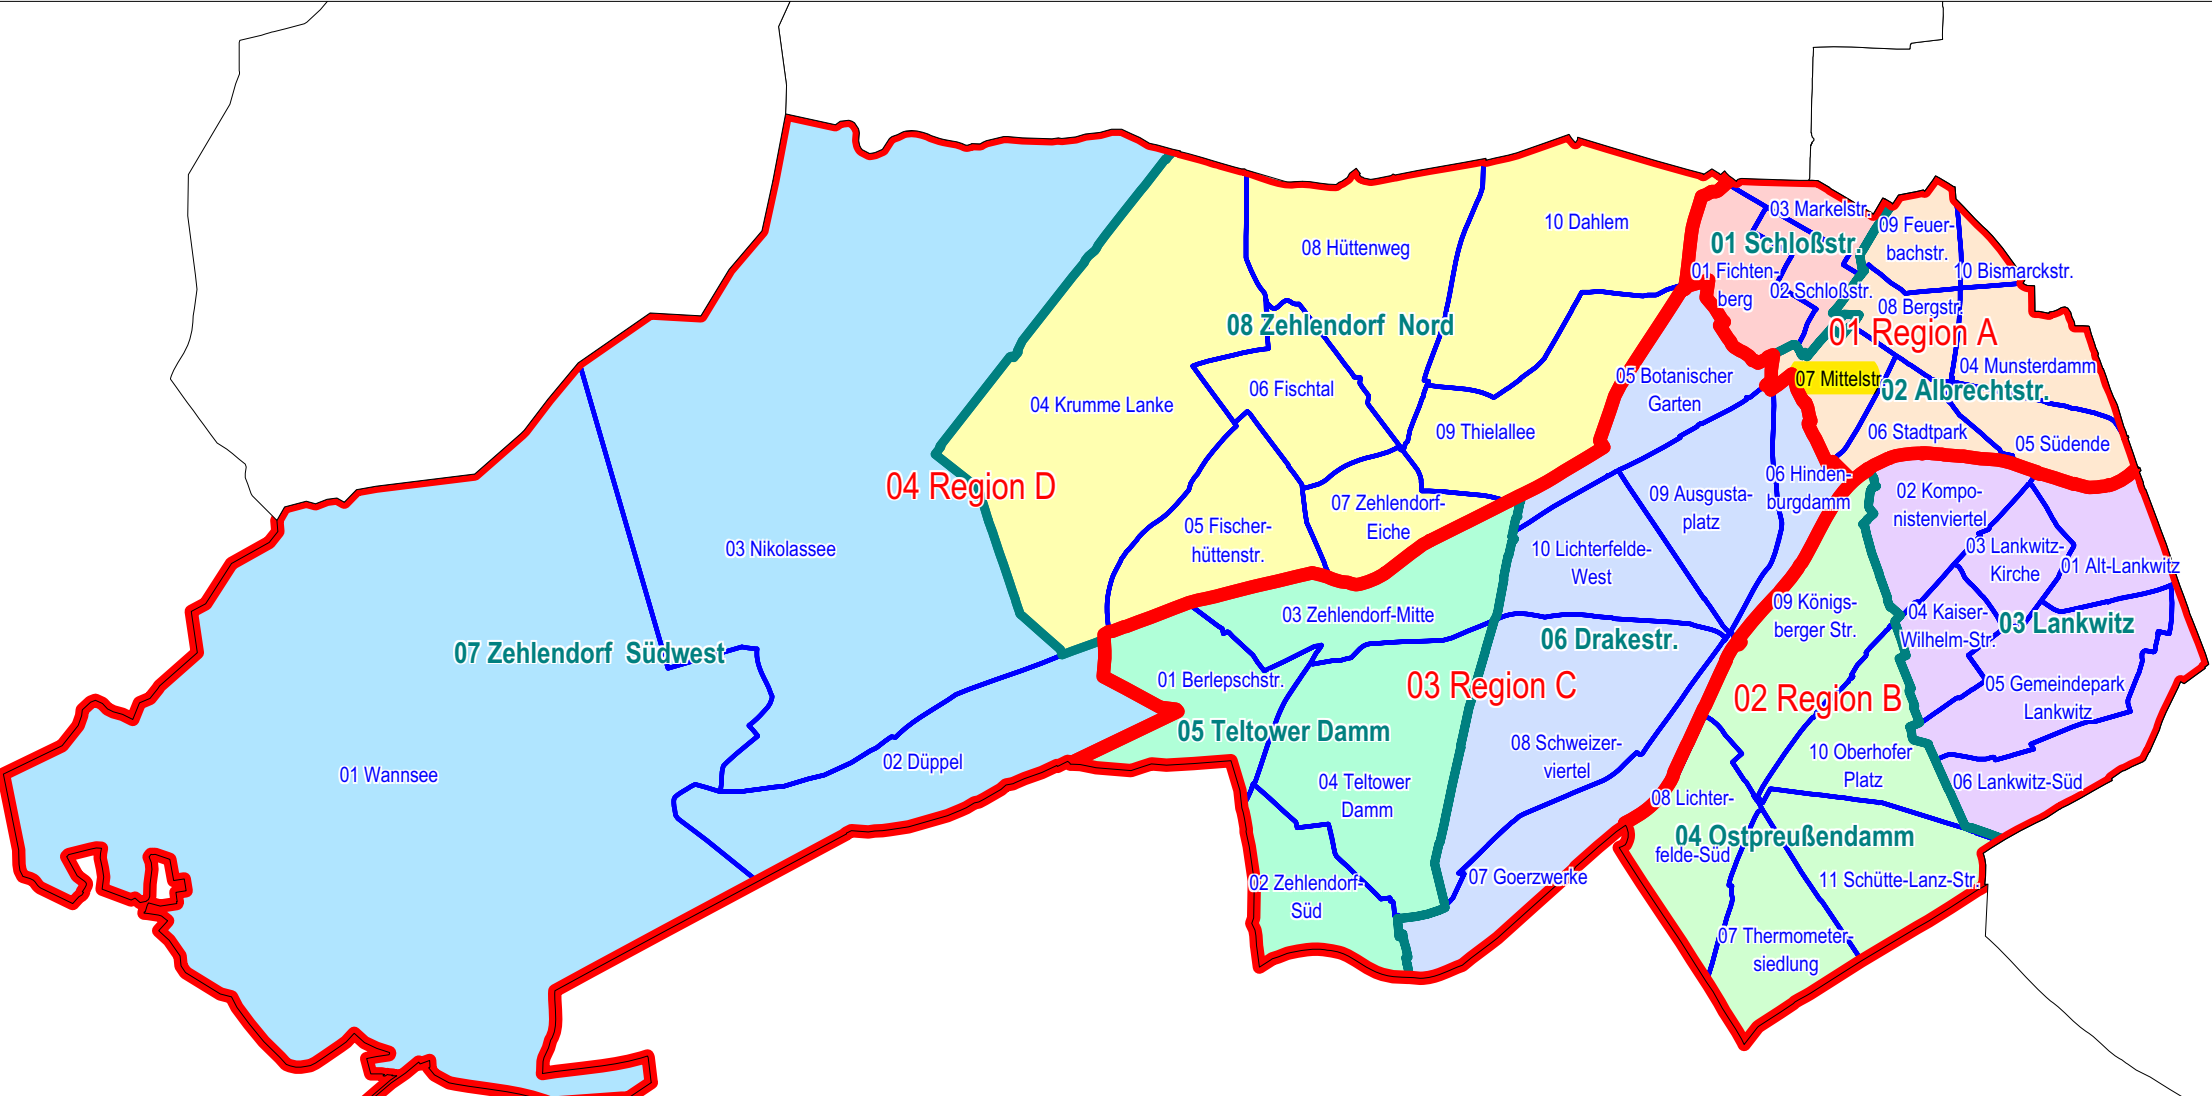 03 Markelstr.
01 Schloßstr.
01 Fichten-
berg
02 Schloßstr.
09 Feuer-
bachstr.
10 Bismarckstr.
08 Bergstr.
01 Region A
04 Munsterdamm
07 Mittelstr.
02 Albrechtstr.
06 Stadtpark
05 Südende
10 Dahlem
08 Hüttenweg
08 Zehlendorf Nord
06 Fischtal
04 Krumme Lanke
09 Thielallee
07 Zehlendorf-
Eiche
05 Fischer-
hüttenstr.
04 Region D
03 Nikolassee
07 Zehlendorf Südwest
01 Wannsee
02 Düppel
05 Botanischer
Garten
06 Hinden-
burgdamm
09 Ausgusta-
platz
10 Lichterfelde-
West
06 Drakestr.
03 Region C
08 Schweizer-
viertel
07 Goerzwerke
03 Zehlendorf-Mitte
01 Berlepschstr.
05 Teltower Damm
04 Teltower
Damm
02 Zehlendorf-
Süd
02 Kompo-
nistenviertel
03 Lankwitz-
Kirche
01 Alt-Lankwitz
04 Kaiser-
Wilhelm-Str.
03 Lankwitz
05 Gemeindepark
Lankwitz
06 Lankwitz-Süd
09 Königs-
berger Str.
02 Region B
10 Oberhofer
Platz
08 Lichter-
felde-Süd
04 Ostpreußendamm
11 Schütte-Lanz-Str.
07 Thermometer-
siedlung